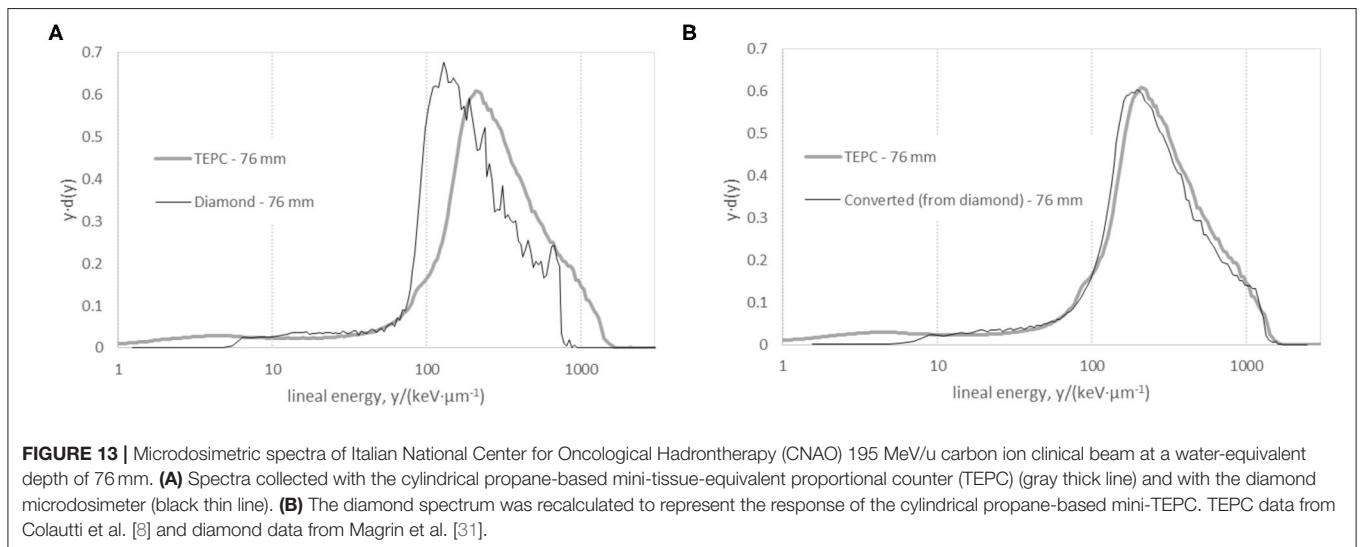 A
0.7
0.6
0.5
0.4
0.3
0.2
0.1
0
y·d(y)
TEPC - 76 mm
Diamond - 76 mm
1
10
100
1000
lineal energy, y/(keV·µm⁻¹)
B
0.7
0.6
0.5
0.4
0.3
0.2
0.1
0
y·d(y)
TEPC - 76 mm
Converted (from diamond) - 76 mm
1
10
100
1000
lineal energy, y/(keV·µm⁻¹)
FIGURE 13 | Microdosimetric spectra of Italian National Center for Oncological Hadrontherapy (CNAO) 195 MeV/u carbon ion clinical beam at a water-equivalent
depth of 76 mm. (A) Spectra collected with the cylindrical propane-based mini-tissue-equivalent proportional counter (TEPC) (gray thick line) and with the diamond
microdosimeter (black thin line). (B) The diamond spectrum was recalculated to represent the response of the cylindrical propane-based mini-TEPC. TEPC data from
Colautti et al. [8] and diamond data from Magrin et al. [31].